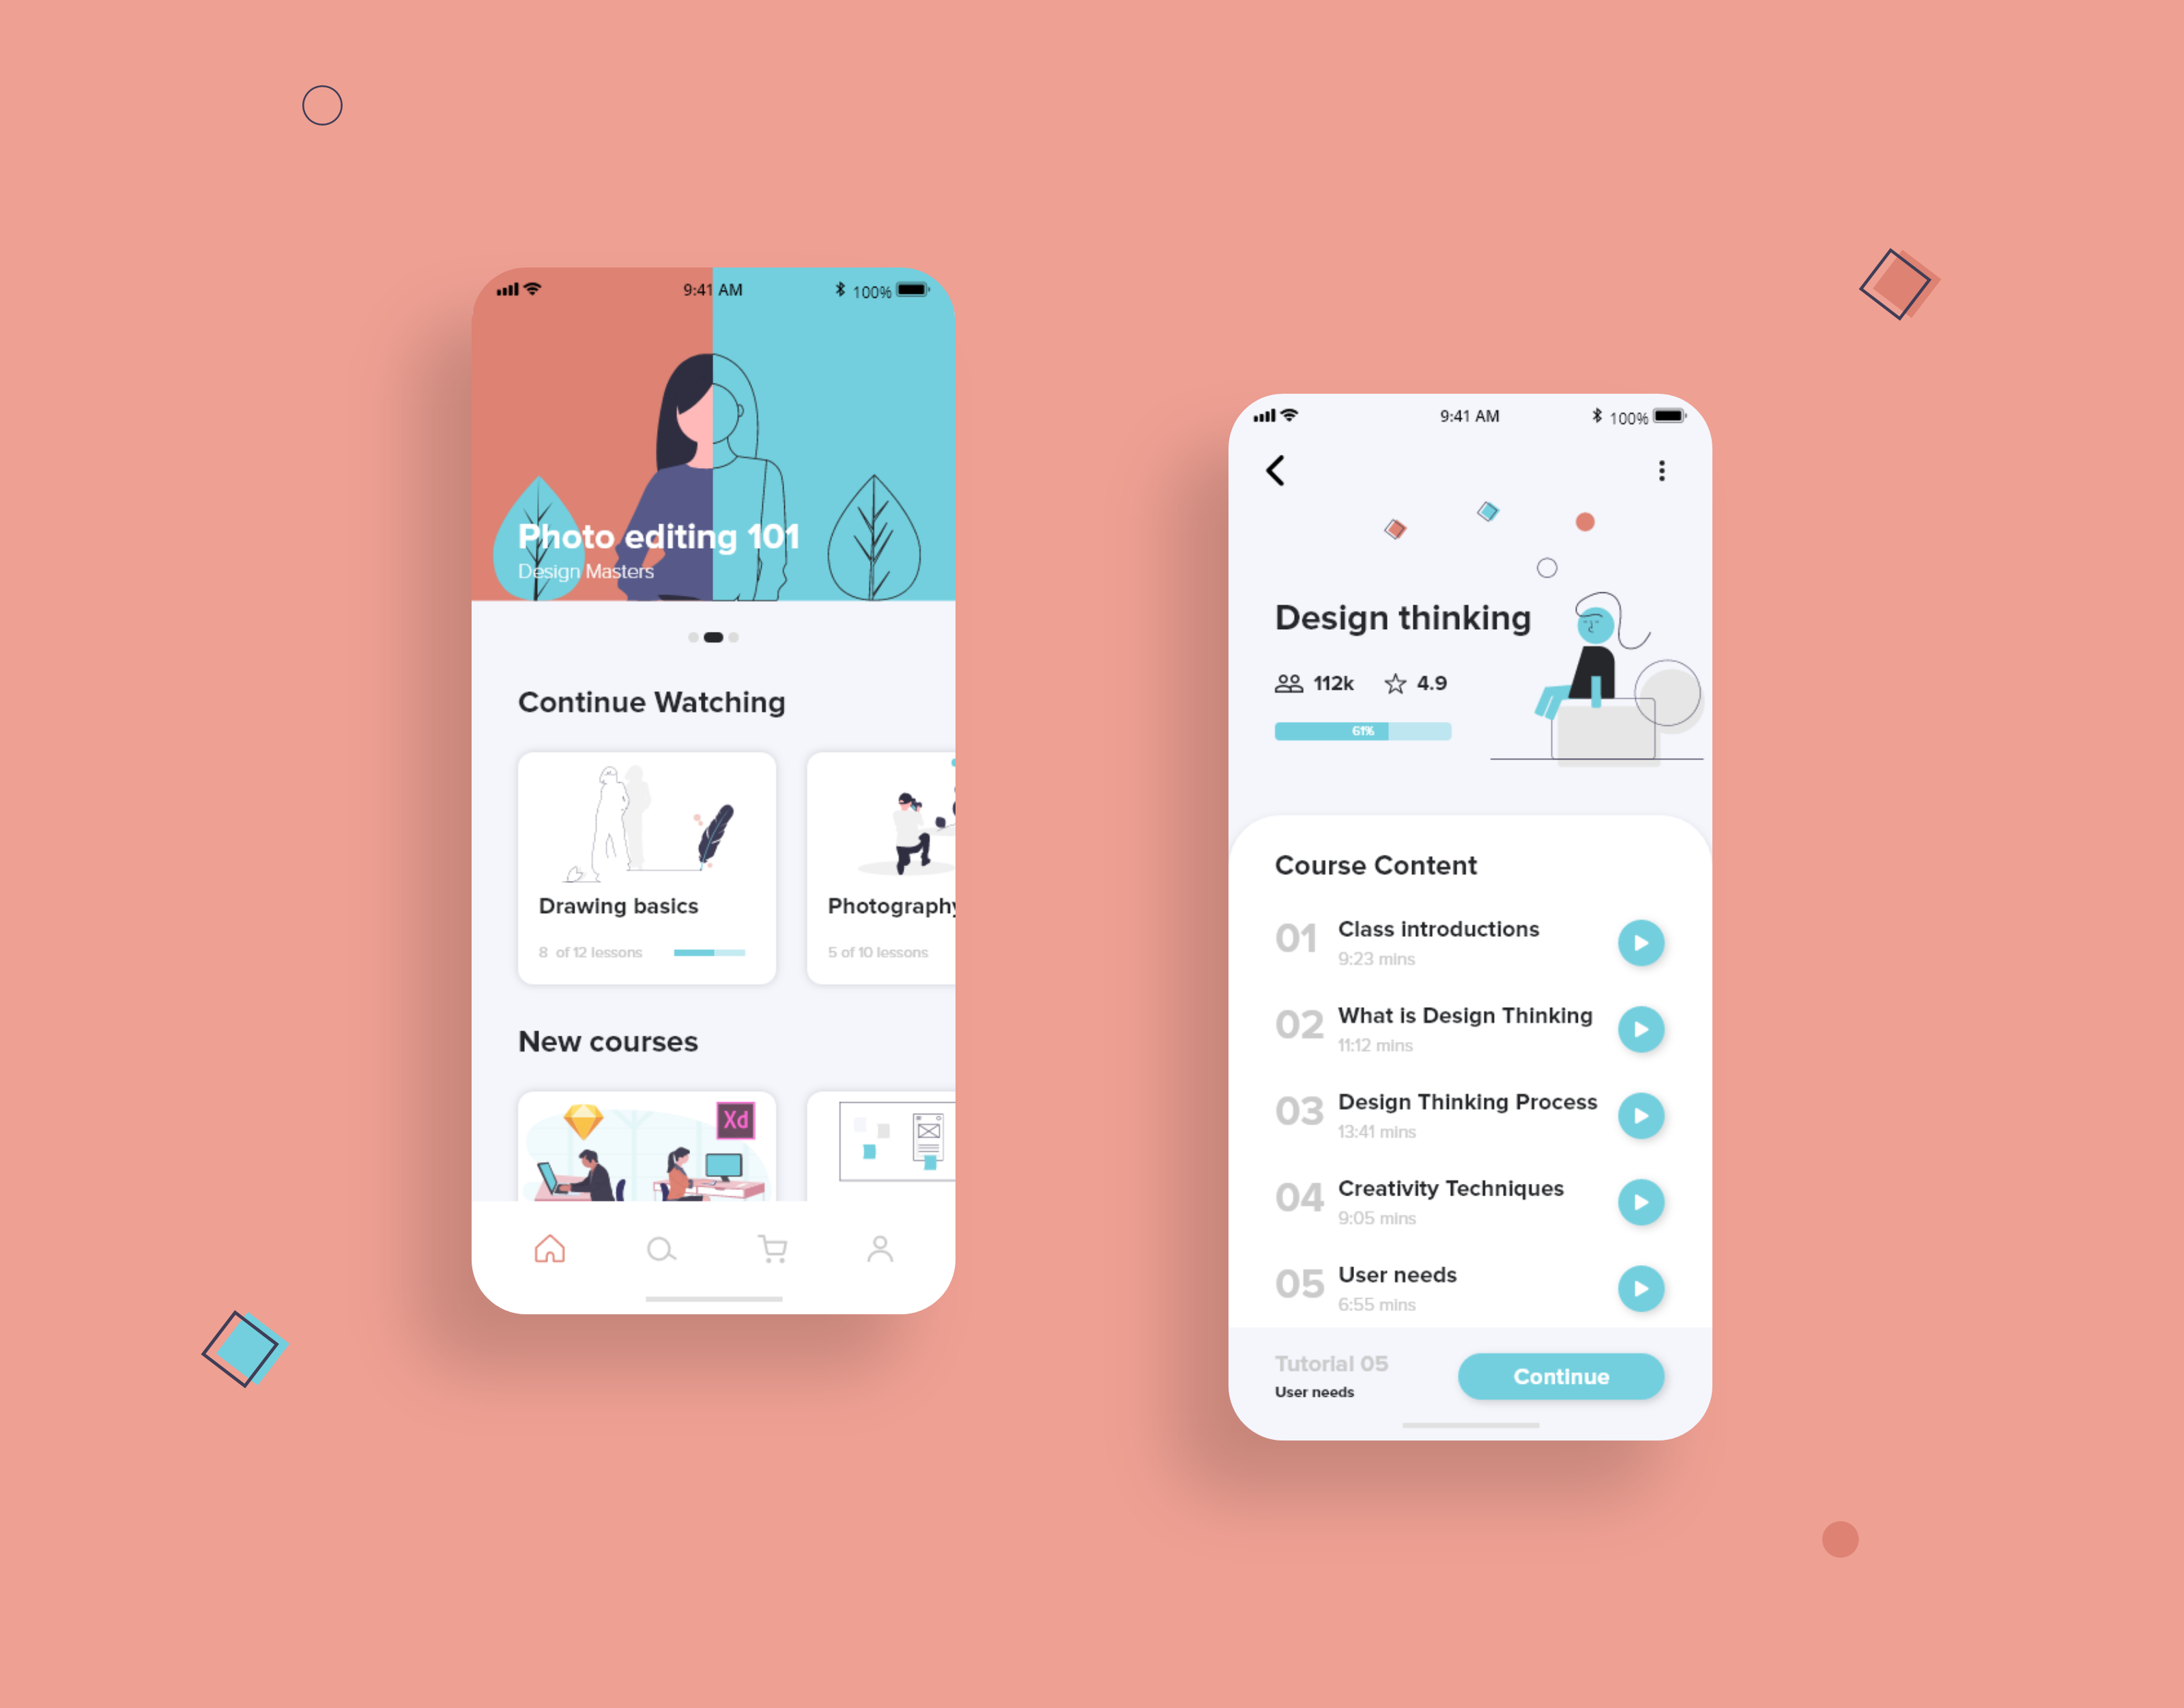 9:41 AM
100%
Photo editing 101
Design Masters
Continue Watching
Drawing basics
8 of 12 lessons
Photography
5 of 10 lessons
New courses
Xd
9:41 AM
100%
Design thinking
112k
4.9
61%
Course Content
01
Class introductions
9:23 mins
02
What is Design Thinking
11:12 mins
03
Design Thinking Process
13:41 mins
04
Creativity Techniques
9:05 mins
05
User needs
6:55 mins
Tutorial 05
User needs
Continue